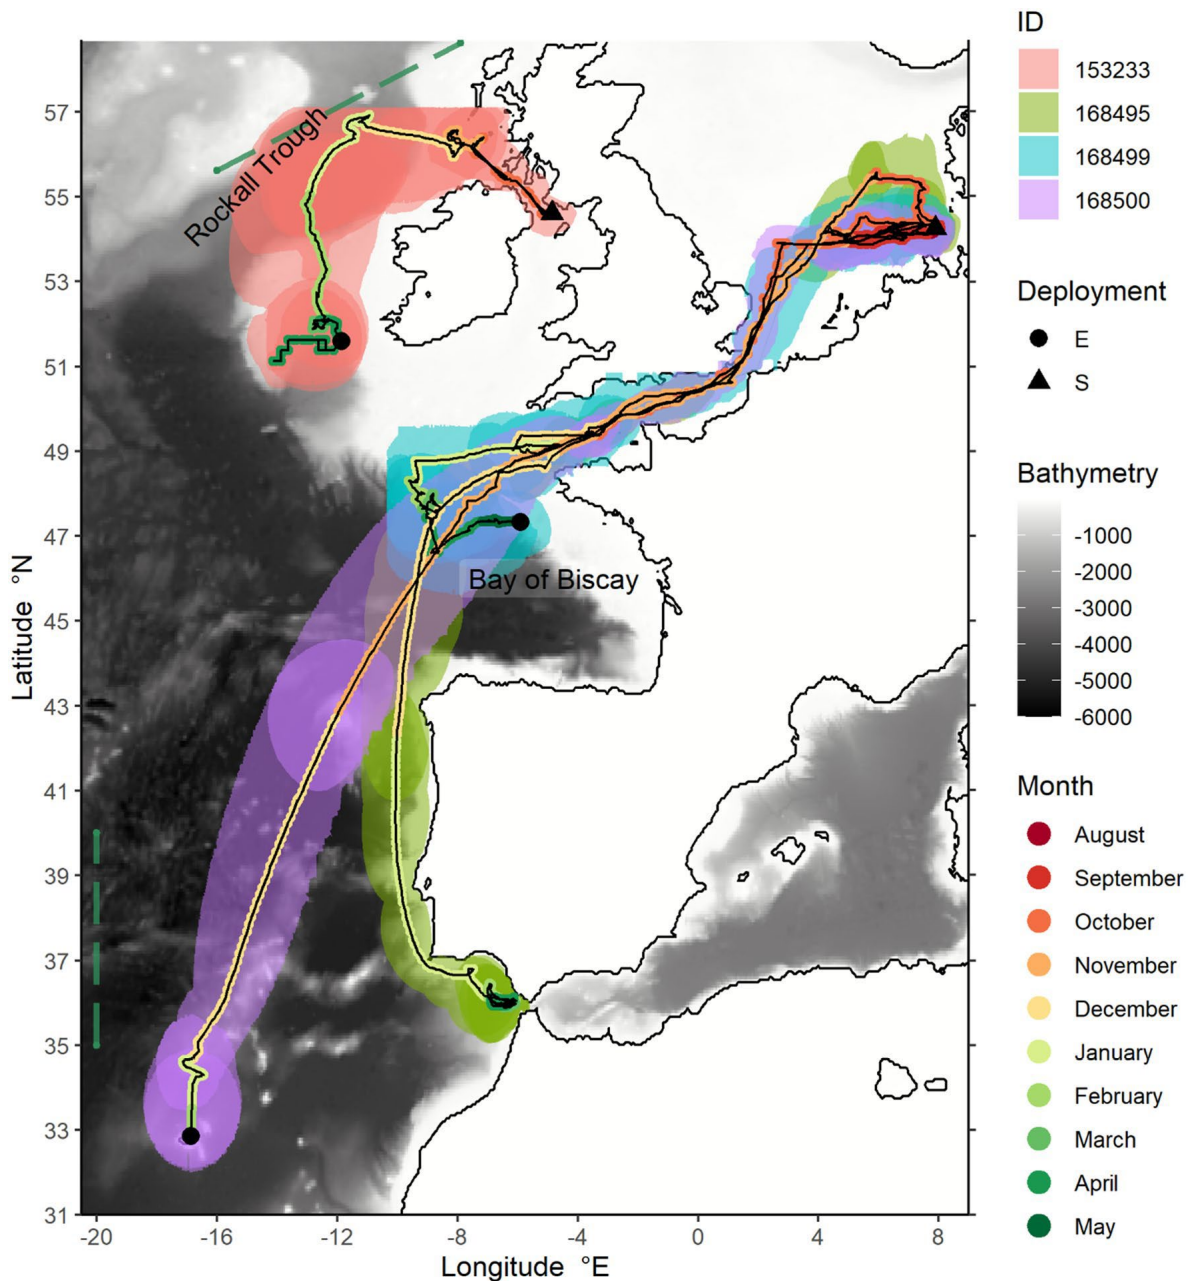 57
55
53
51
49
47
45
43
41
39
37
35
33
31
-20
-16
-12
-8
-4
0
4
8
Latitude °N
Longitude °E
Rockall Trough
Bay of Biscay
ID
153233
168495
168499
168500
Deployment
E
S
Bathymetry
-1000
-2000
-3000
-4000
-5000
-6000
Month
August
September
October
November
December
January
February
March
April
May